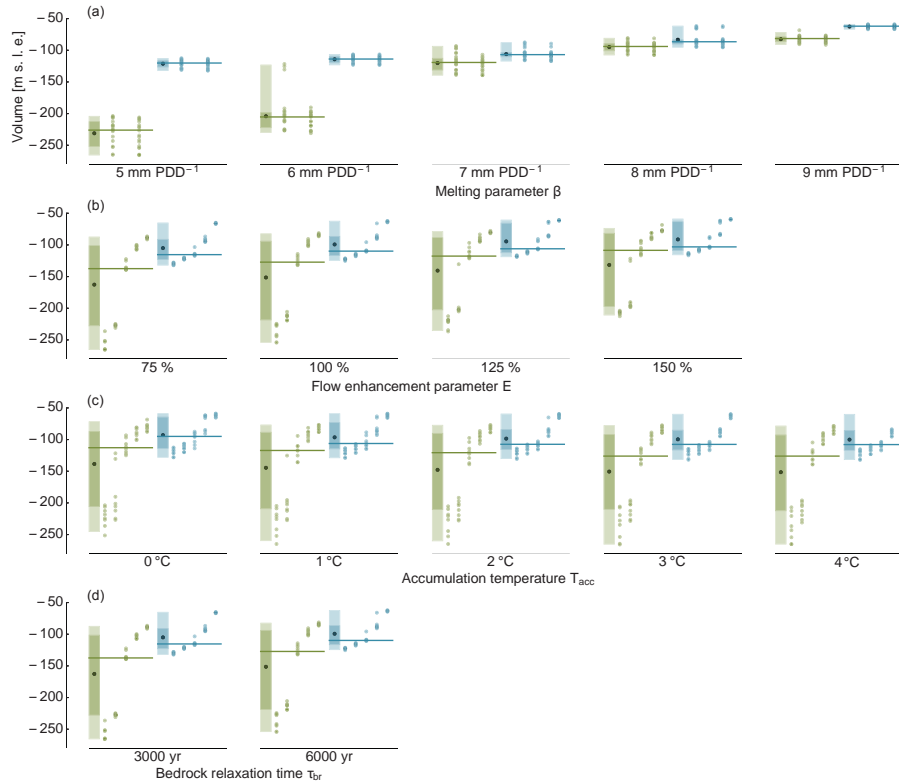 (a)
− 50
− 100
− 150
− 200
− 250
Volume [m s. l. e.]
5 mm PDD⁻¹ 6 mm PDD⁻¹ 7 mm PDD⁻¹ 8 mm PDD⁻¹ 9 mm PDD⁻¹
Melting parameter β
(b)
− 50
− 100
− 150
− 200
− 250
75 % 100 % 125 % 150 %
Flow enhancement parameter E
(c)
− 50
− 100
− 150
− 200
− 250
0 °C 1 °C 2 °C 3 °C 4 °C
Accumulation temperature Tacc
(d)
− 50
− 100
− 150
− 200
− 250
3000 yr 6000 yr
Bedrock relaxation time τbr